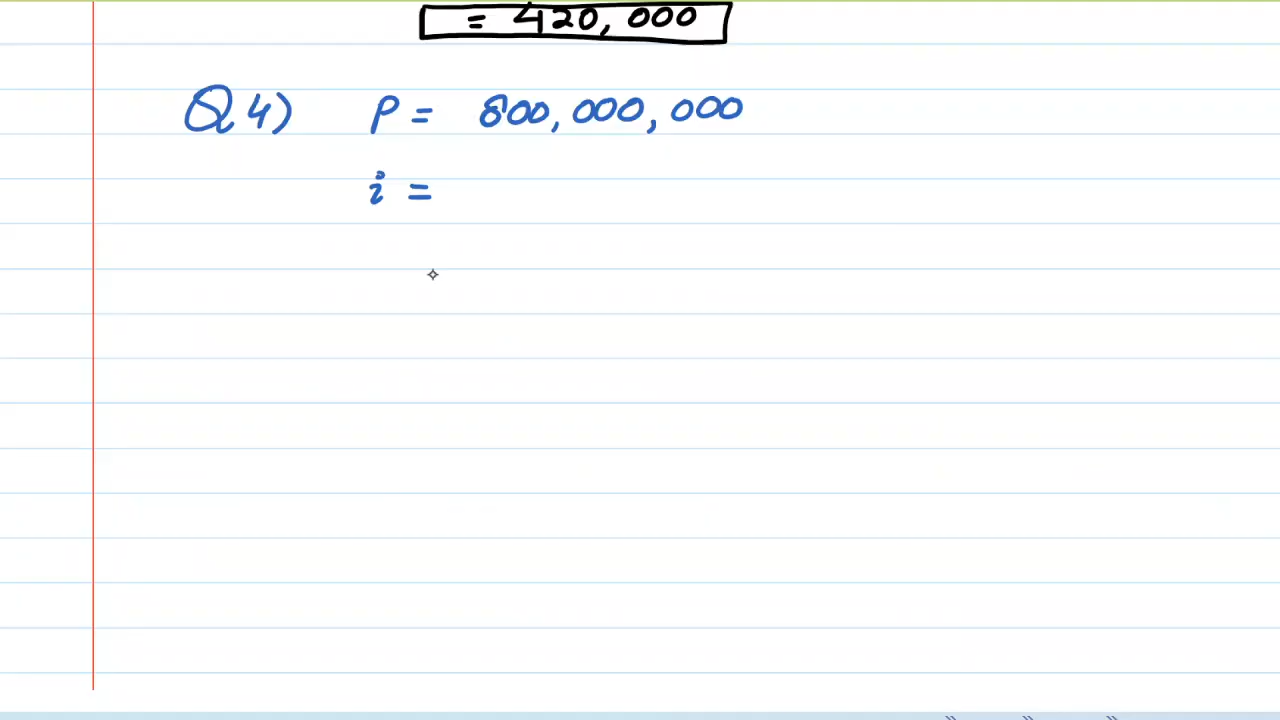 = 420,000
Q4) P = 800,000,000
i =